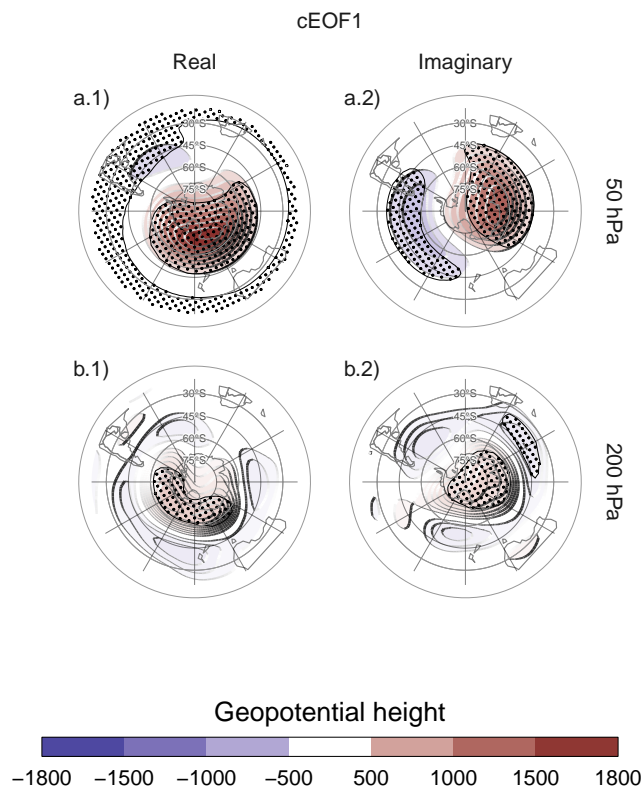 cEOF1
Real Imaginary
a.1) a.2)
30°S 30°S
45°S 45°S
60°S 60°S
75°S 75°S
50 hPa
b.1) b.2)
30°S 30°S
45°S 45°S
60°S 60°S
75°S 75°S
200 hPa
Geopotential height
−1800 −1500 −1000 −500 500 1000 1500 1800